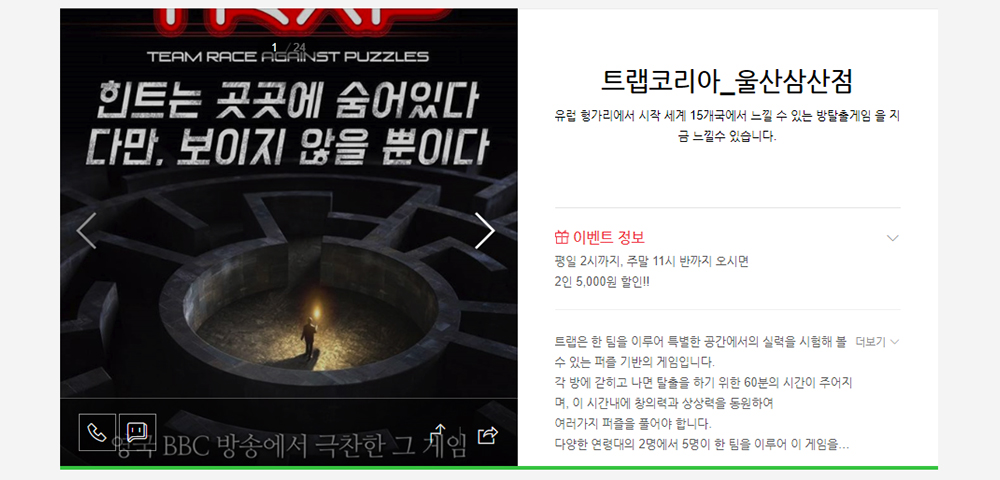 TRAP
1 / 24
TEAM RACE AGAINST PUZZLES
힌트는 곳곳에 숨어있다
다만, 보이지 않을 뿐이다
영국 BBC 방송에서 극찬한 그 게임
트랩코리아_울산삼산점
유럽 헝가리에서 시작 세계 15개국에서 느낄 수 있는 방탈출게임 을 지
금 느낄수 있습니다.
이벤트 정보
평일 2시까지, 주말 11시 반까지 오시면
2인 5,000원 할인!!
트랩은 한 팀을 이루어 특별한 공간에서의 실력을 시험해 볼 더보기
수 있는 퍼즐 기반의 게임입니다.
각 방에 갇히고 나면 탈출을 하기 위한 60분의 시간이 주어지
며, 이 시간내에 창의력과 상상력을 동원하여
여러가지 퍼즐을 풀어야 합니다.
다양한 연령대의 2명에서 5명이 한 팀을 이루어 이 게임을...